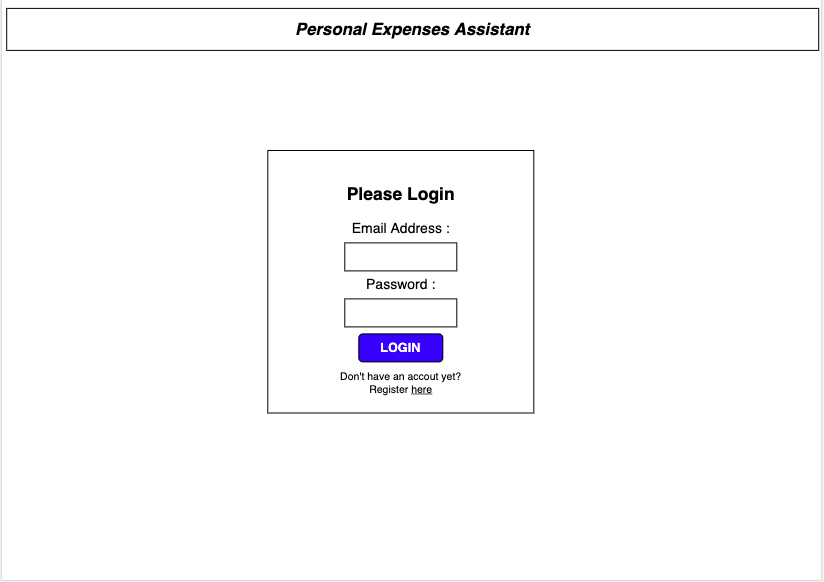 Personal Expenses Assistant
Please Login
Email Address :
Password :
LOGIN
Don't have an accout yet?
Register here